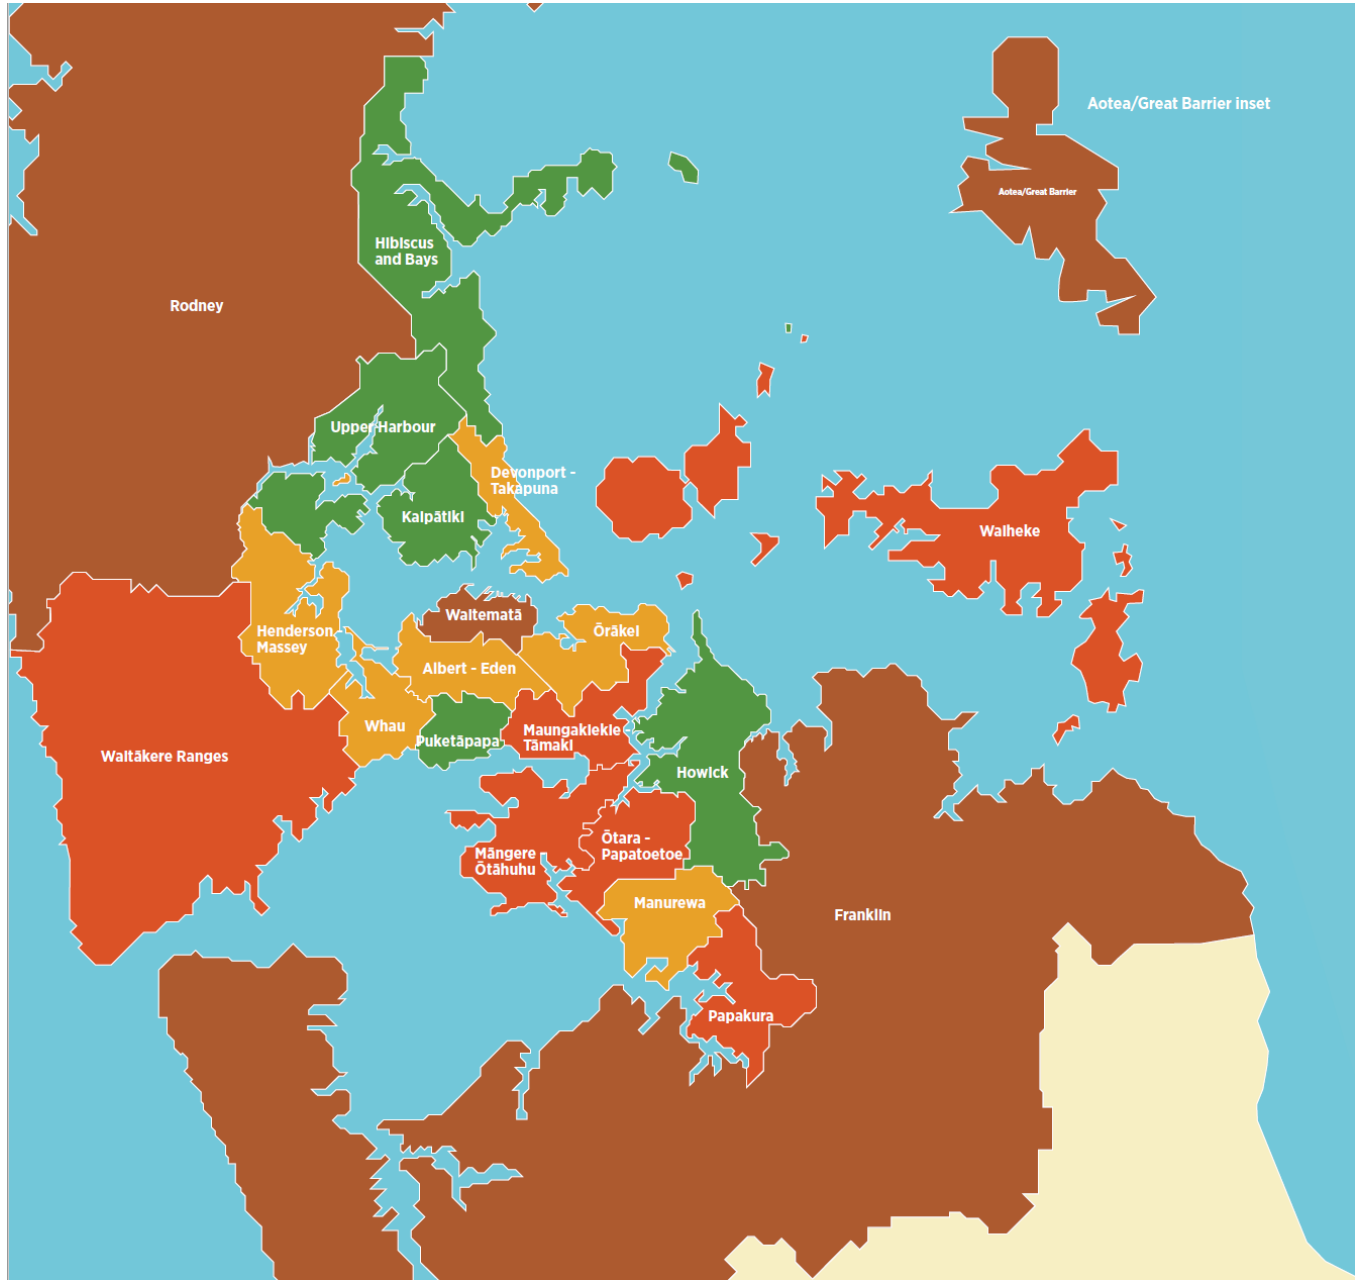 Aotea/Great Barrier inset
Aotea/Great Barrier
Hibiscus
and Bays
Rodney
Upper Harbour
Devonport -
Takapuna
Kaipātiki
Waiheke
Waitematā
Ōrākei
Henderson
Massey
Albert - Eden
Whau
Puketāpapa
Maungakiekie -
Tāmaki
Waitākere Ranges
Howick
Ōtara -
Papatoetoe
Māngere -
Ōtāhuhu
Manurewa
Franklin
Papakura